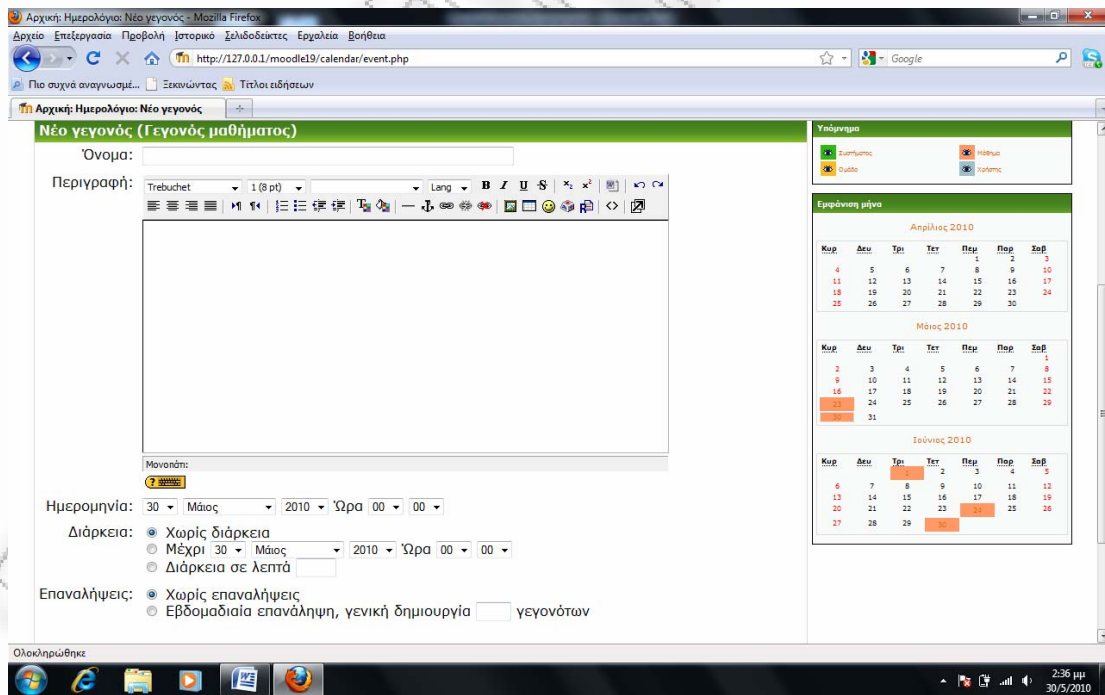 Αρχική: Ημερολόγιο: Νέο γεγονός - Mozilla Firefox
Αρχείο Επεξεργασία Προβολή Ιστορικό Σελιδοδείκτες Εργαλεία Βοήθεια
http://127.0.0.1/moodle19/calendar/event.php
Google
Πιο συχνά αναγνωσμέ... Ξεκινώντας Τίτλοι ειδήσεων
Αρχική: Ημερολόγιο: Νέο γεγονός
Νέο γεγονός (Γεγονός μαθήματος)
Όνομα:
Περιγραφή:
Trebuchet 1 (8 pt) Lang B I U S x₂ x²
Μονοπάτι:
Ημερομηνία: 30 Μάιος 2010 Ώρα 00 00
Διάρκεια: Χωρίς διάρκεια
Μέχρι 30 Μάιος 2010 Ώρα 00 00
Διάρκεια σε λεπτά
Επαναλήψεις: Χωρίς επαναλήψεις
Εβδομαδιαία επανάληψη, γενική δημιουργία γεγονότων
Υπόμνημα
Συστήματος Μάθημα
Ομάδα Χρήστης
Εμφάνιση μήνα
Απρίλιος 2010
Κυρ Δευ Τρι Τετ Πεμ Παρ Σαβ
1 2 3
4 5 6 7 8 9 10
11 12 13 14 15 16 17
18 19 20 21 22 23 24
25 26 27 28 29 30
Μάιος 2010
Κυρ Δευ Τρι Τετ Πεμ Παρ Σαβ
1
2 3 4 5 6 7 8
9 10 11 12 13 14 15
16 17 18 19 20 21 22
23 24 25 26 27 28 29
30 31
Ιούνιος 2010
Κυρ Δευ Τρι Τετ Πεμ Παρ Σαβ
1 2 3 4 5
6 7 8 9 10 11 12
13 14 15 16 17 18 19
20 21 22 23 24 25 26
27 28 29 30
Ολοκληρώθηκε
2:36 μμ
30/5/2010